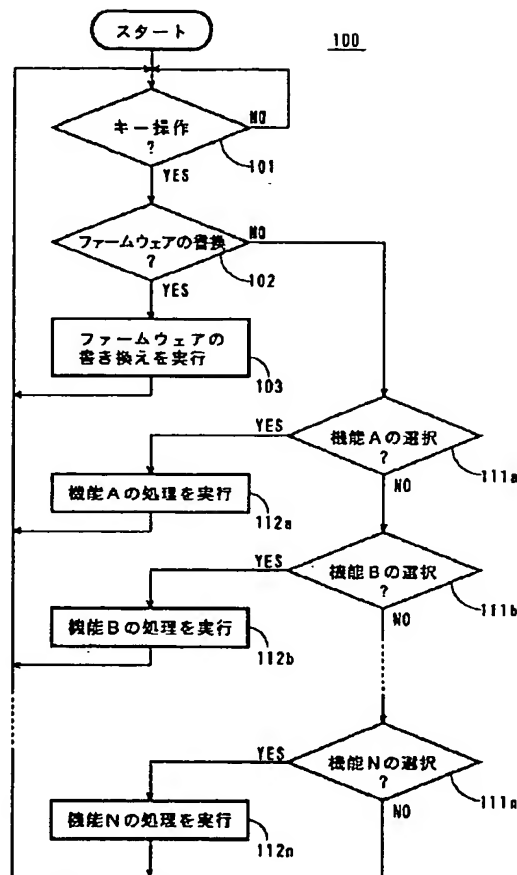 スタート
100
キー操作
?
NO
101
YES
ファームウェアの書換
?
NO
102
YES
ファームウェアの
書き換えを実行
103
機能Aの選択
?
YES
111a
NO
機能Aの処理を実行
112a
機能Bの選択
?
YES
111b
NO
機能Bの処理を実行
112b
機能Nの選択
?
YES
111n
NO
機能Nの処理を実行
112n